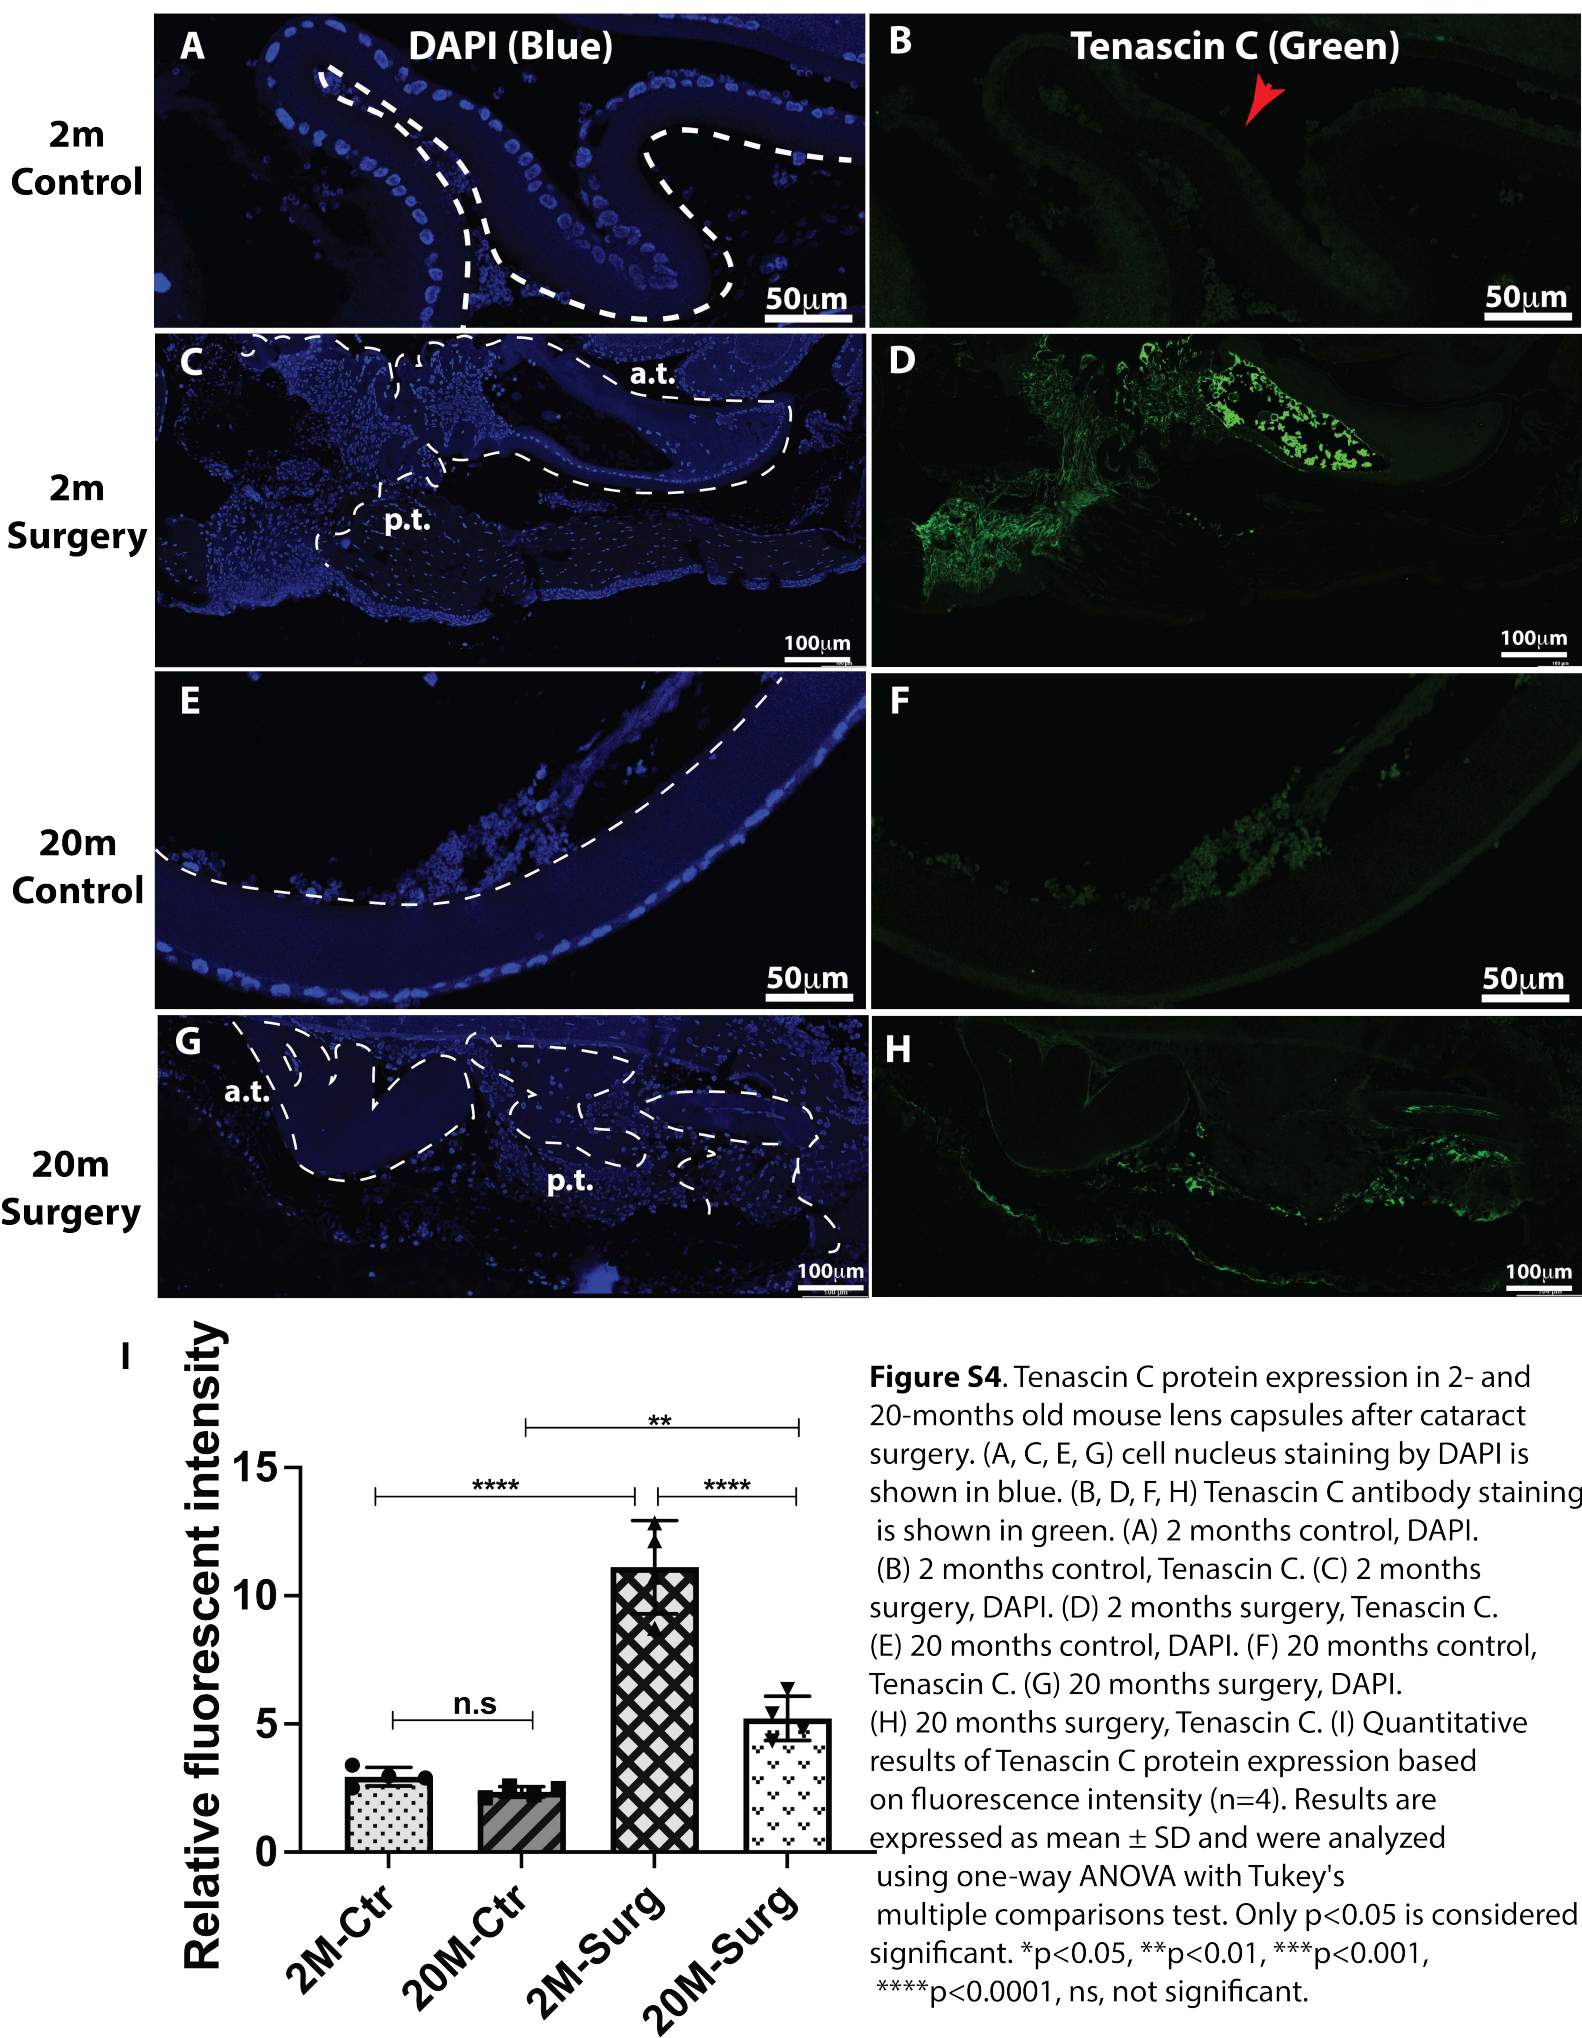 A
DAPI (Blue)
B
Tenascin C (Green)
2m
Control
50µm
50µm
C
a.t.
D
2m
Surgery
p.t.
100µm
100µm
E
F
20m
Control
50µm
50µm
G
a.t.
H
20m
Surgery
p.t.
100µm
100 µm
100µm
I
Relative fluorescent intensity
**
****
****
n.s
15
10
5
0
2M-Ctr
20M-Ctr
2M-Surg
20M-Surg
Figure S4. Tenascin C protein expression in 2- and
20-months old mouse lens capsules after cataract
surgery. (A, C, E, G) cell nucleus staining by DAPI is
shown in blue. (B, D, F, H) Tenascin C antibody staining
is shown in green. (A) 2 months control, DAPI.
(B) 2 months control, Tenascin C. (C) 2 months
surgery, DAPI. (D) 2 months surgery, Tenascin C.
(E) 20 months control, DAPI. (F) 20 months control,
Tenascin C. (G) 20 months surgery, DAPI.
(H) 20 months surgery, Tenascin C. (I) Quantitative
results of Tenascin C protein expression based
on fluorescence intensity (n=4). Results are
expressed as mean ± SD and were analyzed
using one-way ANOVA with Tukey's
multiple comparisons test. Only p<0.05 is considered
significant. *p<0.05, **p<0.01, ***p<0.001,
****p<0.0001, ns, not significant.